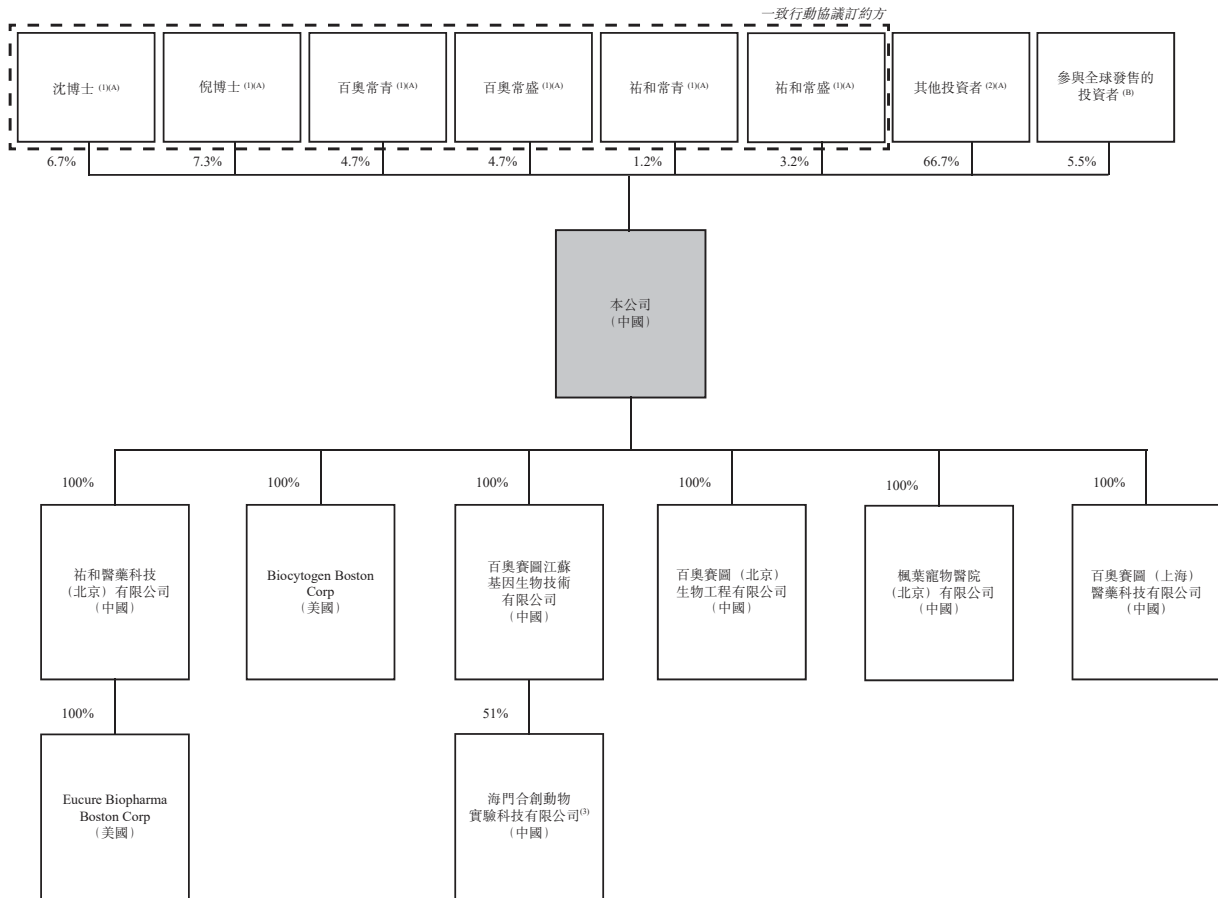 一致行動協議訂約方
沈博士 (1)(A)
倪博士 (1)(A)
百奧常青 (1)(A)
百奧常盛 (1)(A)
祐和常青 (1)(A)
祐和常盛 (1)(A)
其他投資者 (2)(A)
參與全球發售的
投資者 (B)
6.7%
7.3%
4.7%
4.7%
1.2%
3.2%
66.7%
5.5%
本公司
（中國）
100%
100%
100%
100%
100%
100%
祐和醫藥科技
（北京）有限公司
（中國）
Biocytogen Boston
Corp
（美國）
百奧賽圖江蘇
基因生物技術
有限公司
（中國）
百奧賽圖（北京）
生物工程有限公司
（中國）
楓葉寵物醫院
（北京）有限公司
（中國）
百奧賽圖（上海）
醫藥科技有限公司
（中國）
100%
51%
Eucure Biopharma
Boston Corp
（美國）
海門合創動物
實驗科技有限公司(3)
（中國）